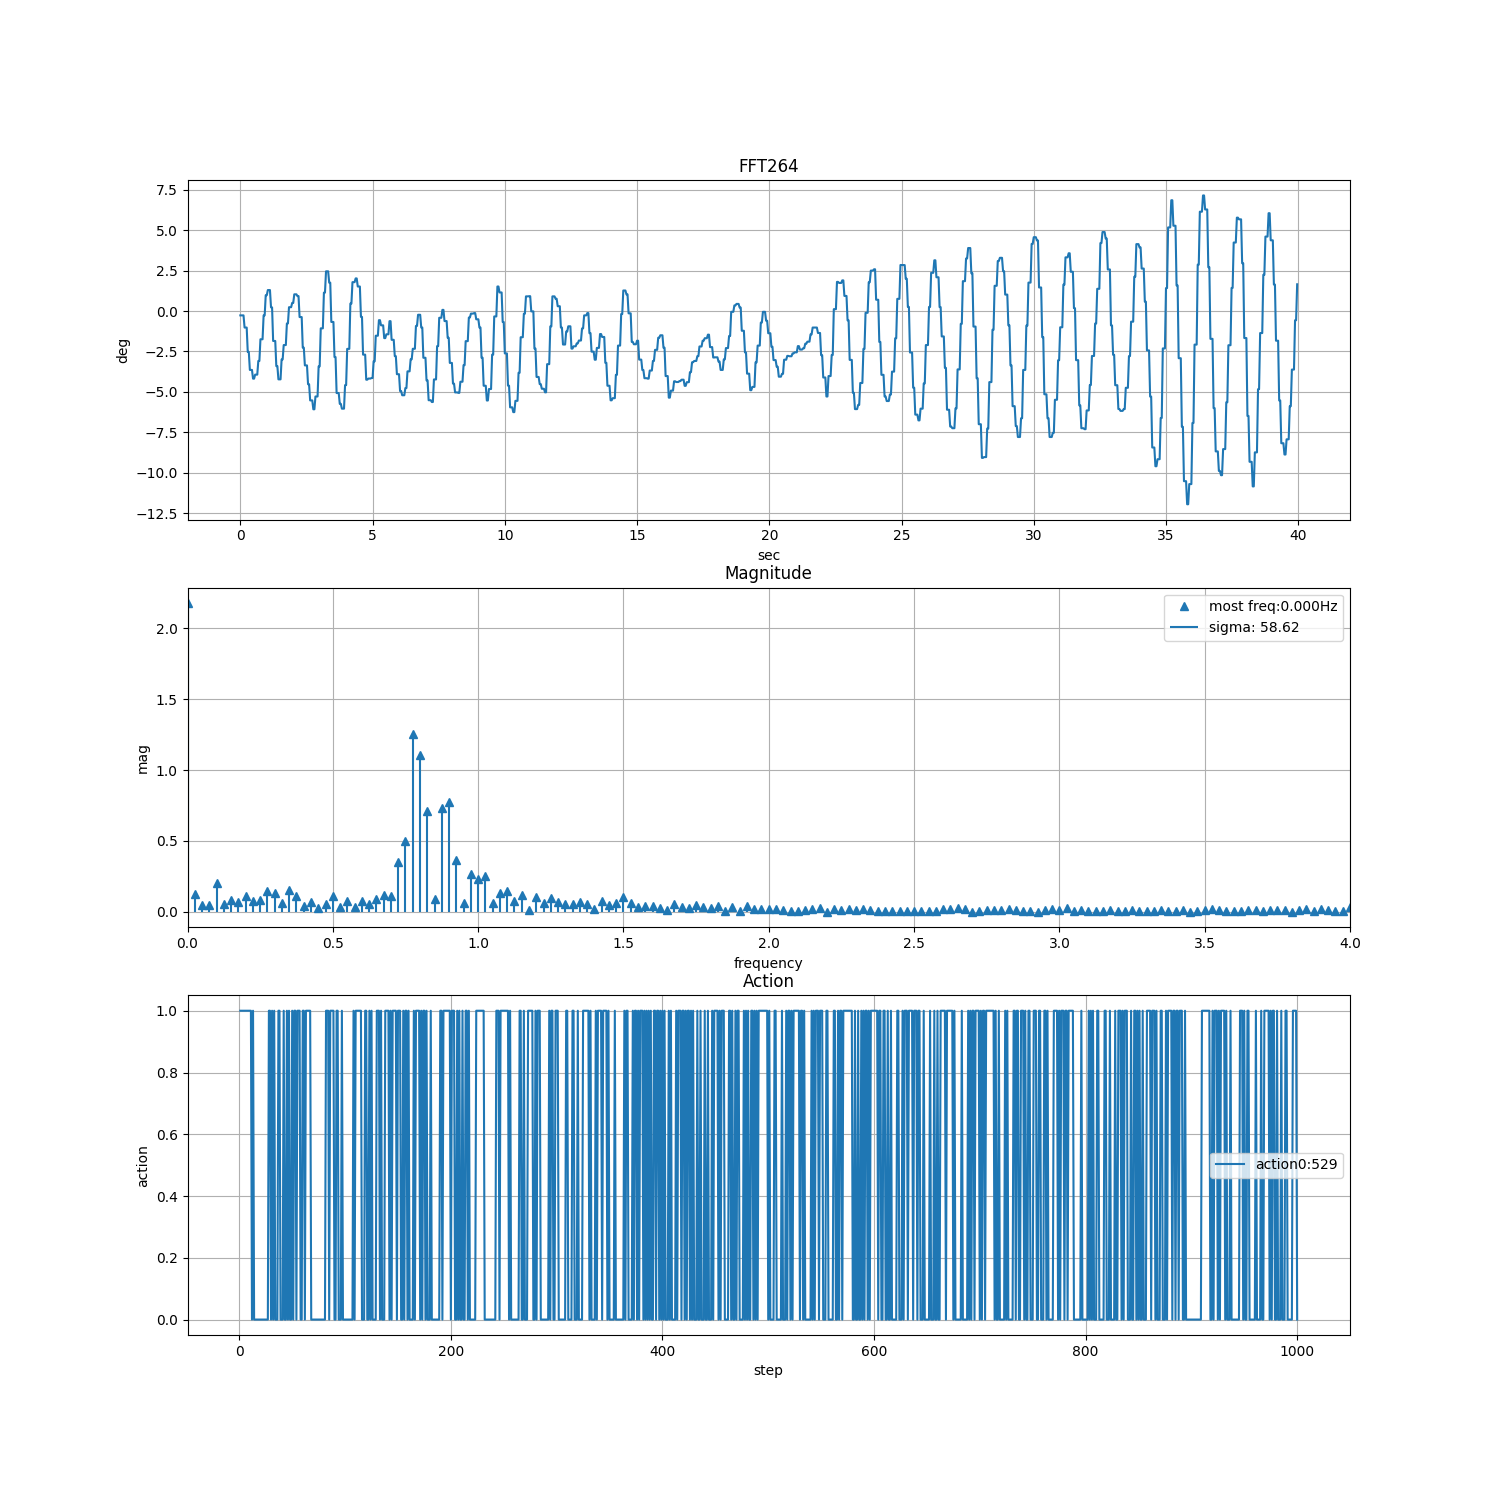 FFT264
7.5
5.0
2.5
0.0
−2.5
−5.0
−7.5
−10.0
−12.5
deg
0 5 10 15 20 25 30 35 40
sec
Magnitude
most freq:0.000Hz
sigma: 58.62
2.0
1.5
1.0
0.5
0.0
mag
0.0 0.5 1.0 1.5 2.0 2.5 3.0 3.5 4.0
frequency
Action
1.0
0.8
0.6
0.4
0.2
0.0
action
action0:529
0 200 400 600 800 1000
step